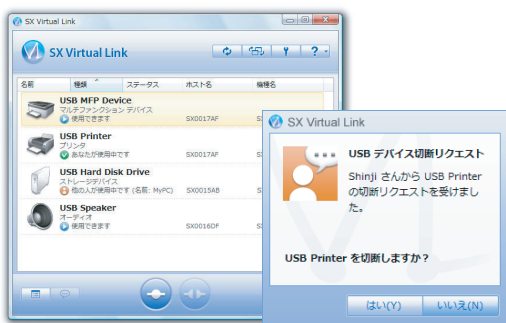 SX Virtual Link
SX Virtual Link
?
名前 種類 ステータス ホスト名 機種名
USB MFP Device
マルチファンクション デバイス
使用できます SX0017AF
USB Printer
プリンタ
あなたが使用中です SX0017AF
USB Hard Disk Drive
ストレージデバイス
他の人が使用中です (名前: MyPC) SX0015AB
USB Speaker
オーディオ
使用できます SX0016DF
SX Virtual Link
USB デバイス切断リクエスト
Shinji さんから USB Printer
の切断リクエストを受けまし
た。
USB Printer を切断しますか？
はい(Y) いいえ(N)